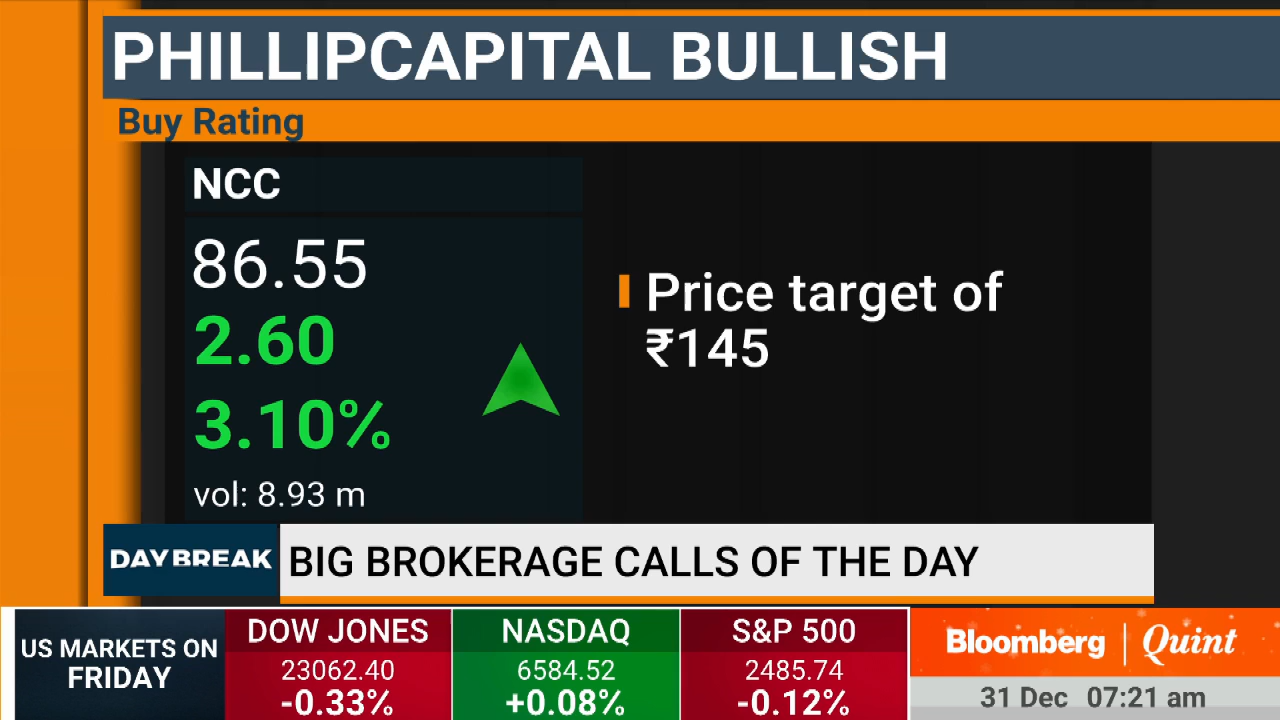 PHILLIPCAPITAL BULLISH
Buy Rating
NCC
86.55
2.60
3.10%
vol: 8.93 m
Price target of
₹145
DAYBREAK
BIG BROKERAGE CALLS OF THE DAY
US MARKETS ON
FRIDAY
DOW JONES
23062.40
-0.33%
NASDAQ
6584.52
+0.08%
S&P 500
2485.74
-0.12%
Bloomberg | Quint
31 Dec 07:21 am